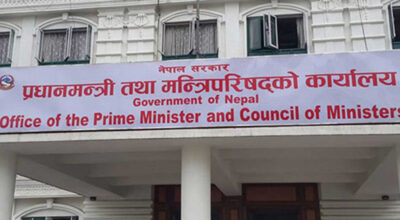 नेपाल सरकार
प्रधानमन्त्री तथा मन्त्रिपरिषद्को कार्यालय
Government of Nepal
Office of the Prime Minister and Council of Ministers